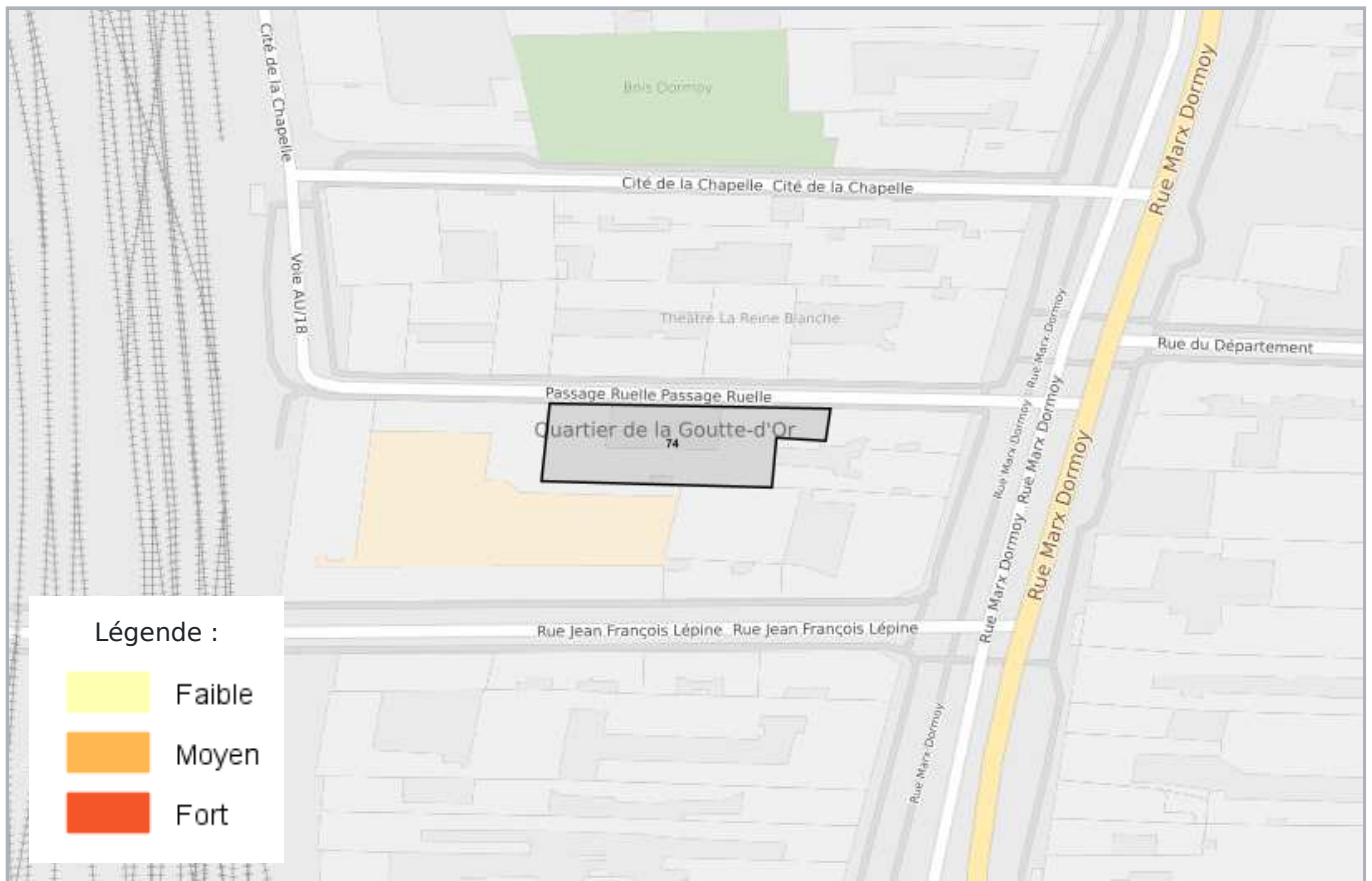 Cité de la Chapelle
Bois Dormoy
Rue Marx Dormoy
Cité de la Chapelle Cité de la Chapelle
Voie AU/18
Théâtre La Reine Blanche
Rue Marx Dormoy
Rue du Département
Passage Ruelle Passage Ruelle
Quartier de la Goutte-d'Or
74
Rue Marx Dormoy
Rue Marx Dormoy
Rue Marx Dormoy
Rue Marx Dormoy
Rue Marx Dormoy
Rue Jean François Lépine Rue Jean François Lépine
Rue Marx Dormoy
Légende :
Faible
Moyen
Fort